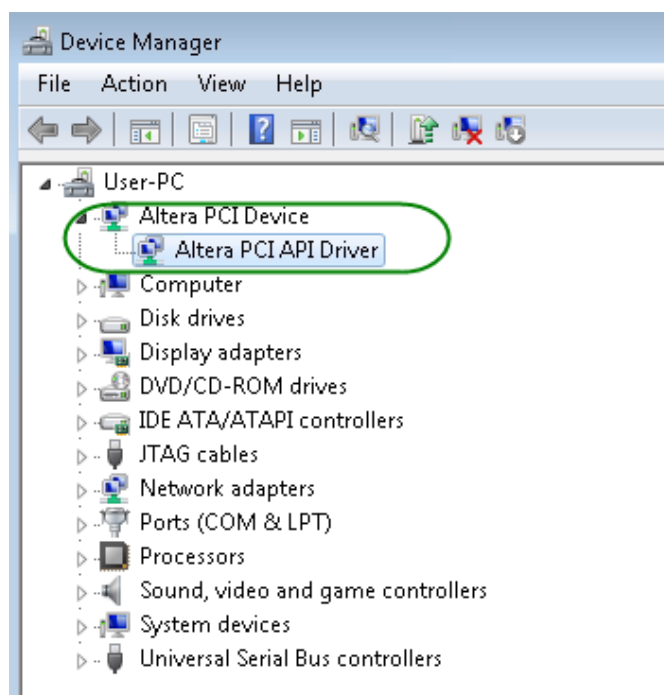 Device Manager
File Action View Help
User-PC
Altera PCI Device
Altera PCI API Driver
Computer
Disk drives
Display adapters
DVD/CD-ROM drives
IDE ATA/ATAPI controllers
JTAG cables
Network adapters
Ports (COM & LPT)
Processors
Sound, video and game controllers
System devices
Universal Serial Bus controllers